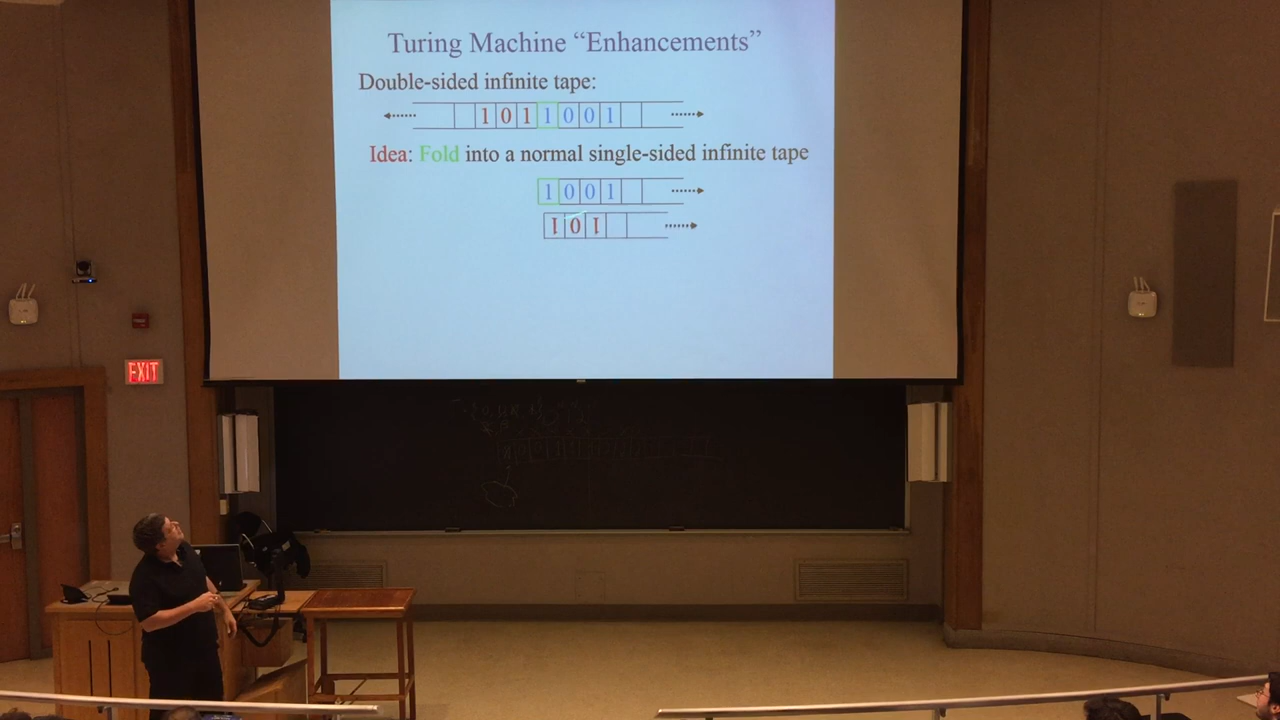 Turing Machine “Enhancements”
Double-sided infinite tape:
1 0 1 1 0 0 1
Idea: Fold into a normal single-sided infinite tape
1 0 0 1
1 0 1
EXIT